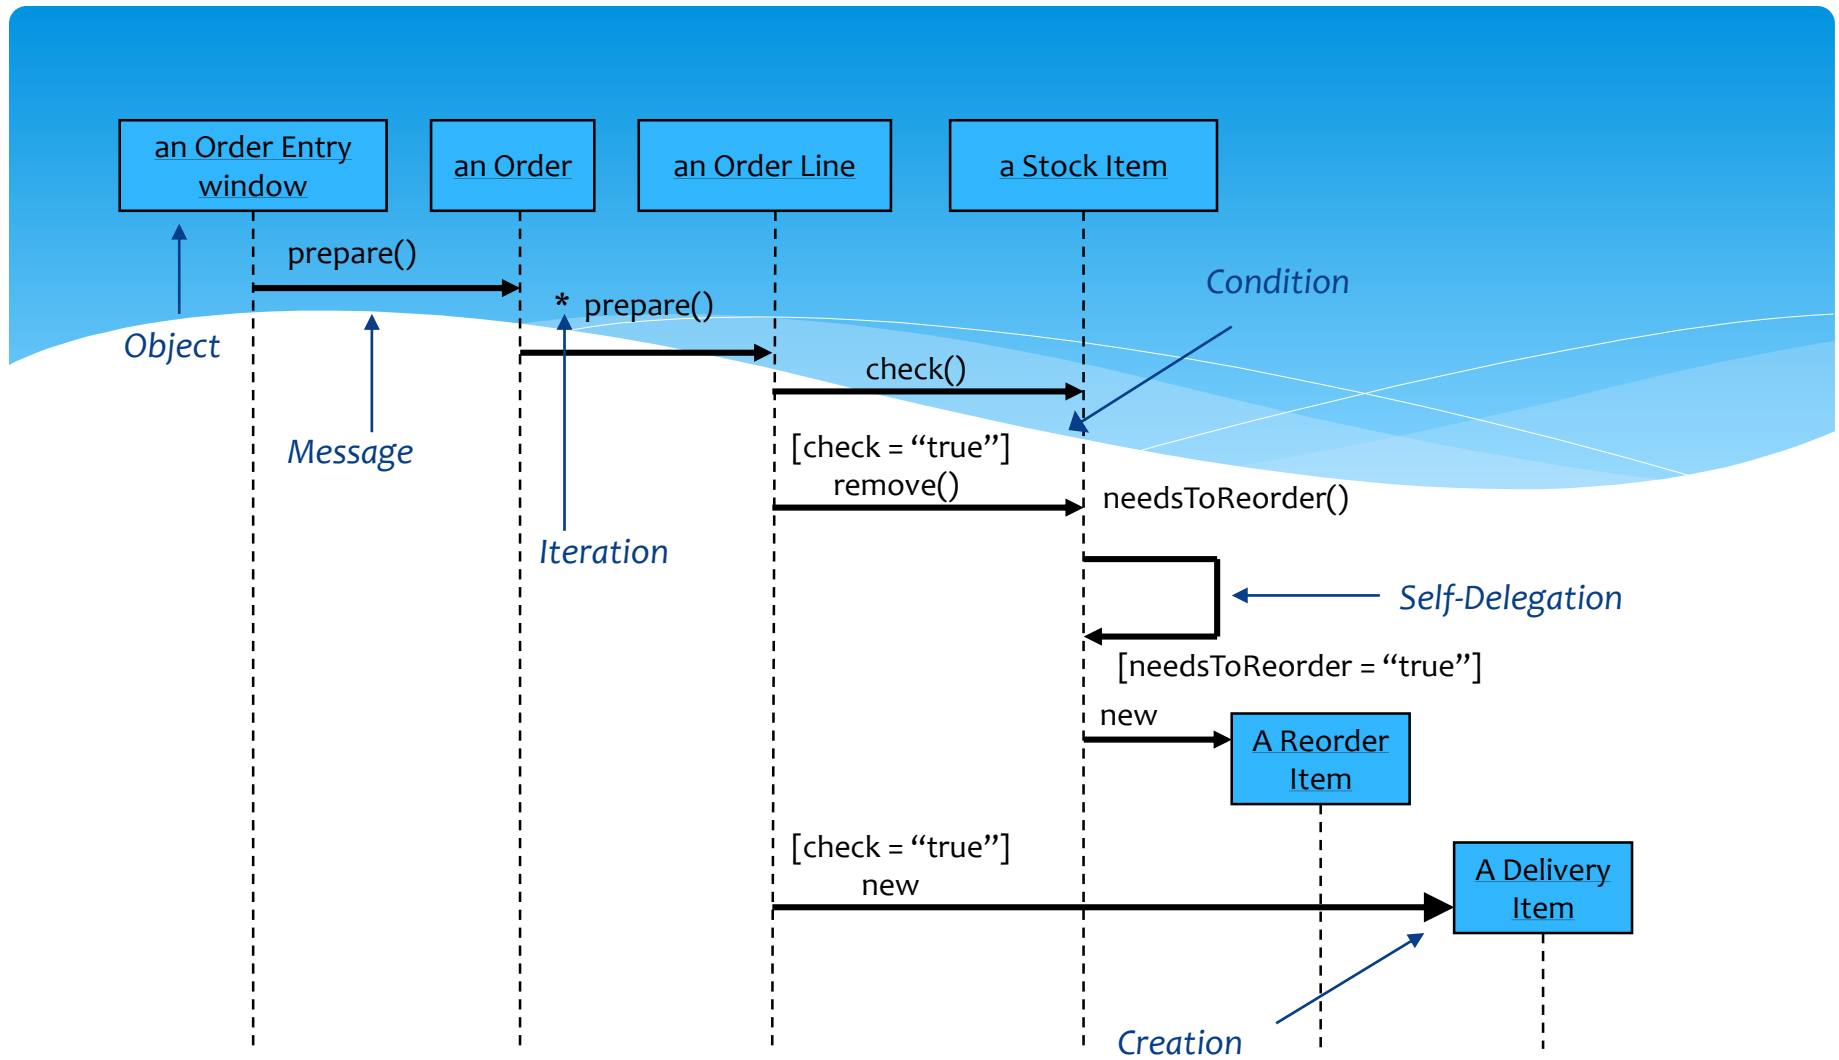 an Order Entry
window
an Order
an Order Line
a Stock Item
prepare()
Condition
* prepare()
Object
check()
[check = “true”]
Message
remove()
needsToReorder()
Iteration
Self-Delegation
[needsToReorder = “true”]
new
A Reorder
Item
[check = “true”]
new
A Delivery
Item
Creation